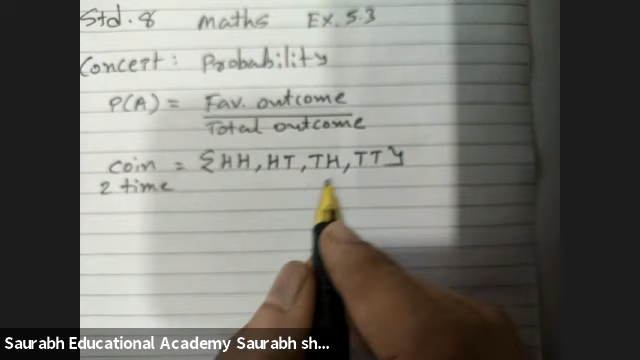 Std. 8 maths Ex. 5.3
Concert : Probability
P(A) = Fav. outcome
Total outcome
coin = {HH, HT, TH, TT}
2 time
Saurabh Educational Academy Saurabh sh...